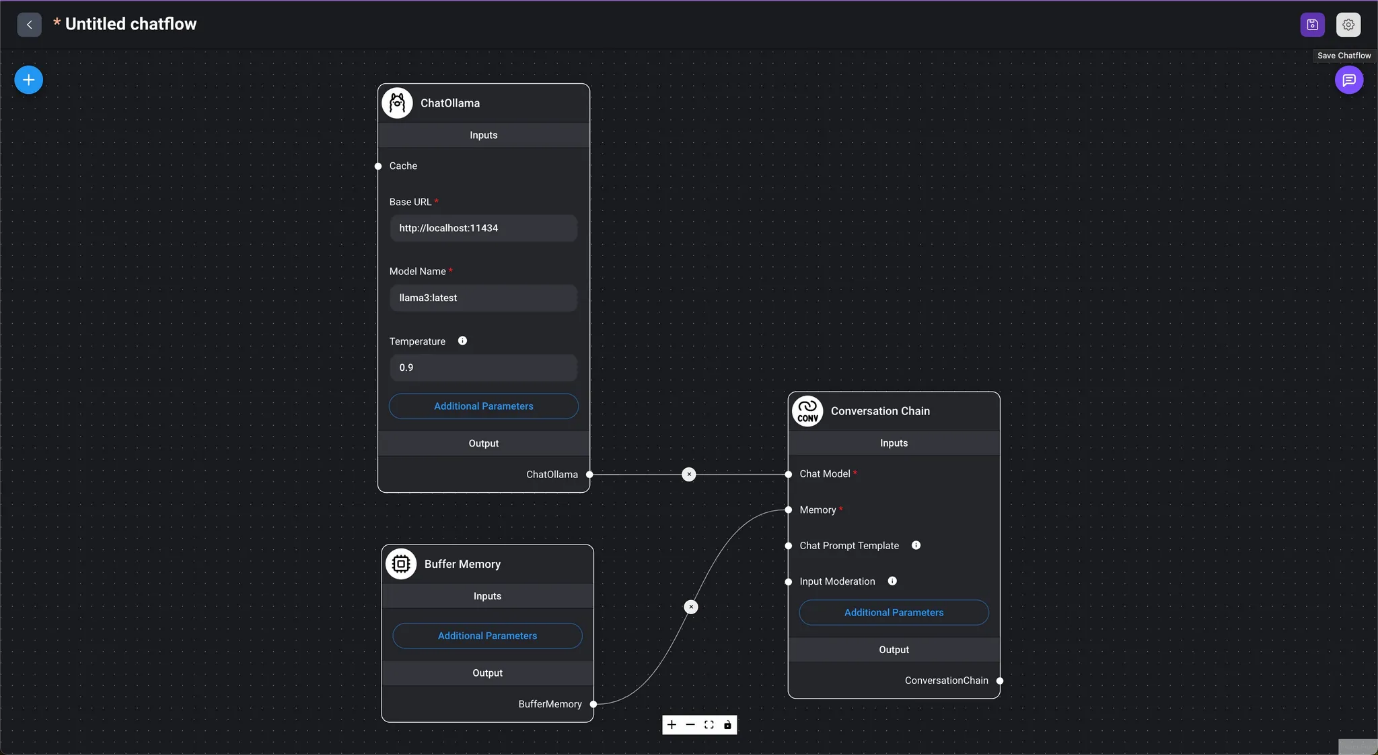 * Untitled chatflow
Save Chatflow
ChatOllama
Inputs
Cache
Base URL *
http://localhost:11434
Model Name *
llama3:latest
Temperature
0.9
Additional Parameters
Output
ChatOllama
Buffer Memory
Inputs
Additional Parameters
Output
BufferMemory
CONV
Conversation Chain
Inputs
Chat Model *
Memory *
Chat Prompt Template
Input Moderation
Additional Parameters
Output
ConversationChain